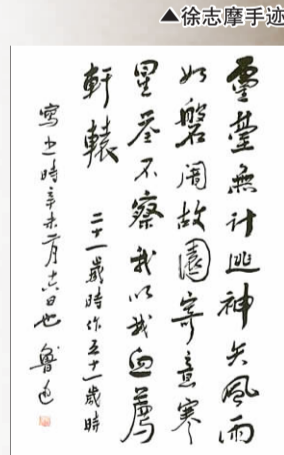 ▲徐志摩手迹
靈臺無計逃神矢風雨
如磐闇故園寄意寒
星荃不察我以我血薦
軒轅 二十一歲時作五十一歲時
寫之時辛未二月十六日也 魯迅